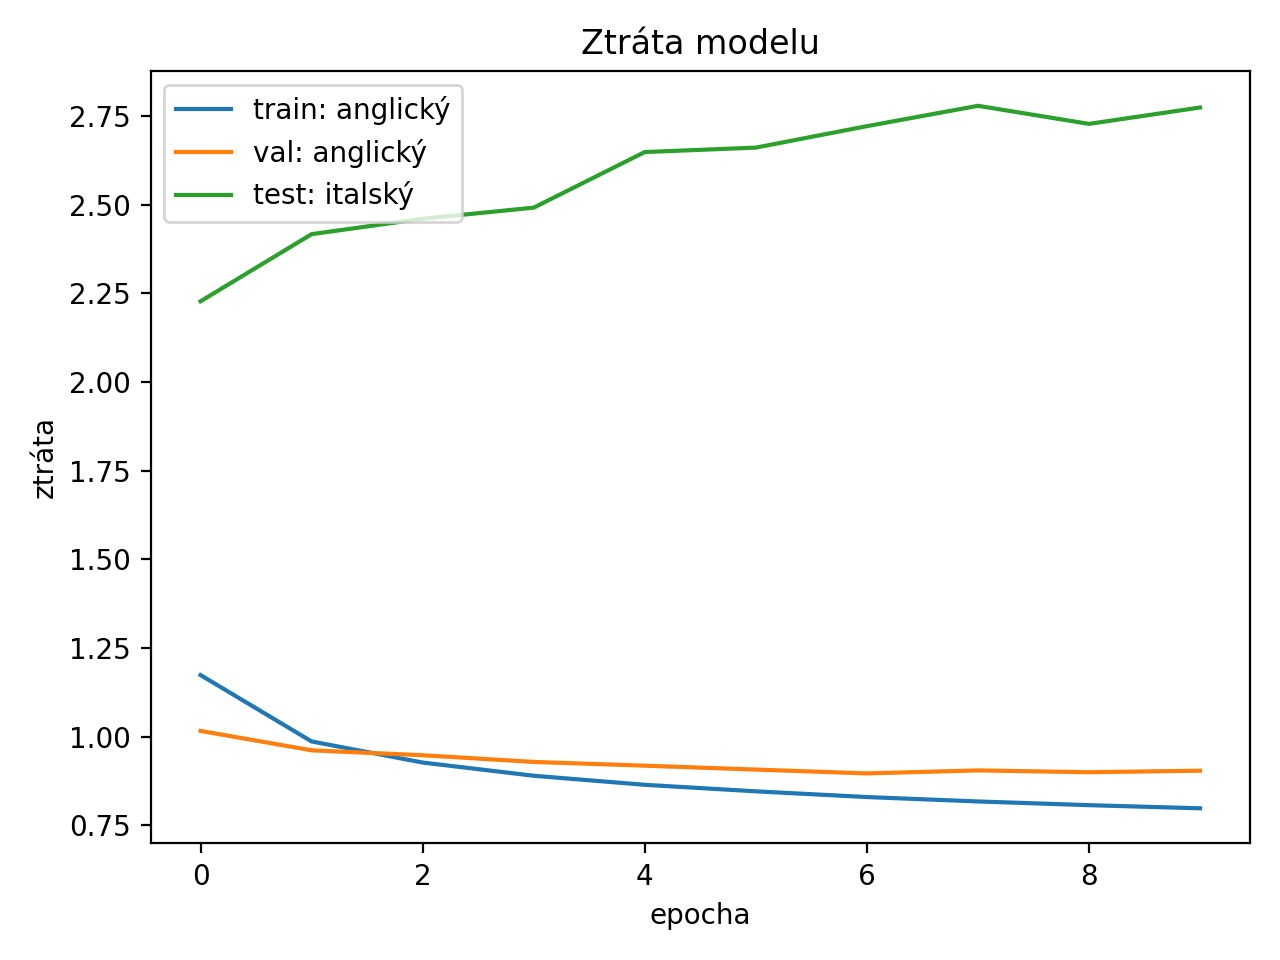 Ztráta modelu
train: anglický
val: anglický
test: italský
2.75
2.50
2.25
2.00
1.75
1.50
1.25
1.00
0.75
ztráta
0 2 4 6 8
epocha